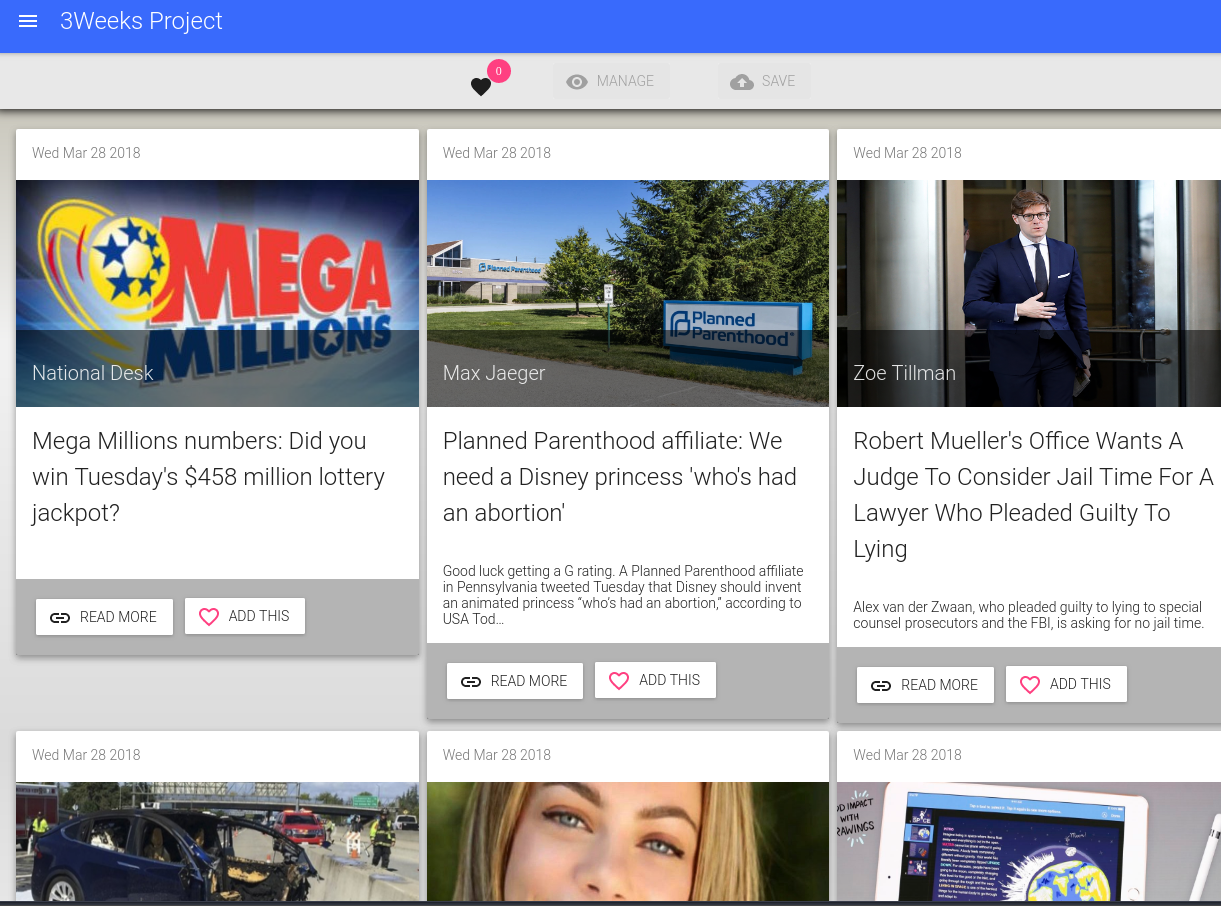 3Weeks Project
0
MANAGE
SAVE
Wed Mar 28 2018
MEGA
MILLIONS
National Desk
Mega Millions numbers: Did you
win Tuesday's $458 million lottery
jackpot?
READ MORE
ADD THIS
Wed Mar 28 2018
Planned Parenthood
Planned
Parenthood
Max Jaeger
Planned Parenthood affiliate: We
need a Disney princess 'who's had
an abortion'
Good luck getting a G rating. A Planned Parenthood affiliate
in Pennsylvania tweeted Tuesday that Disney should invent
an animated princess “who's had an abortion,” according to
USA Tod…
READ MORE
ADD THIS
Wed Mar 28 2018
Zoe Tillman
Robert Mueller's Office Wants A
Judge To Consider Jail Time For A
Lawyer Who Pleaded Guilty To
Lying
Alex van der Zwaan, who pleaded guilty to lying to special
counsel prosecutors and the FBI, is asking for no jail time.
READ MORE
ADD THIS
Wed Mar 28 2018
Wed Mar 28 2018
Wed Mar 28 2018
IMPACT
WITH
SPACE